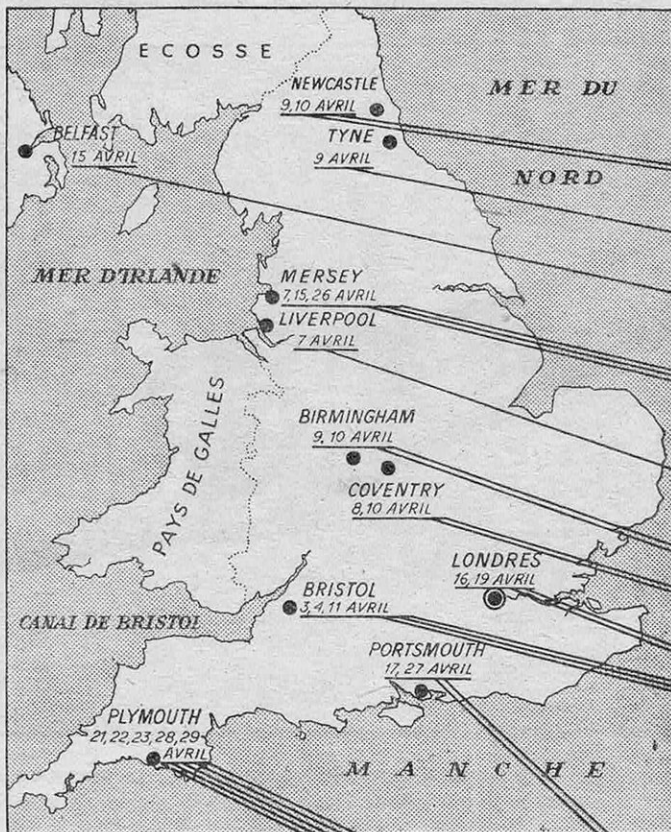 ECOSSE
NEWCASTLE
9,10 AVRIL
MER DU
NORD
TYNE
9 AVRIL
BELFAST
15 AVRIL
MER D'IRLANDE
MERSEY
7,15,26 AVRIL
LIVERPOOL
7 AVRIL
PAYS DE GALLES
BIRMINGHAM
9, 10 AVRIL
COVENTRY
8,10 AVRIL
LONDRES
16,19 AVRIL
BRISTOL
3,4,11 AVRIL
CANAL DE BRISTOL
PORTSMOUTH
17,27 AVRIL
PLYMOUTH
21,22,23,28,29-
AVRIL
MANCHE